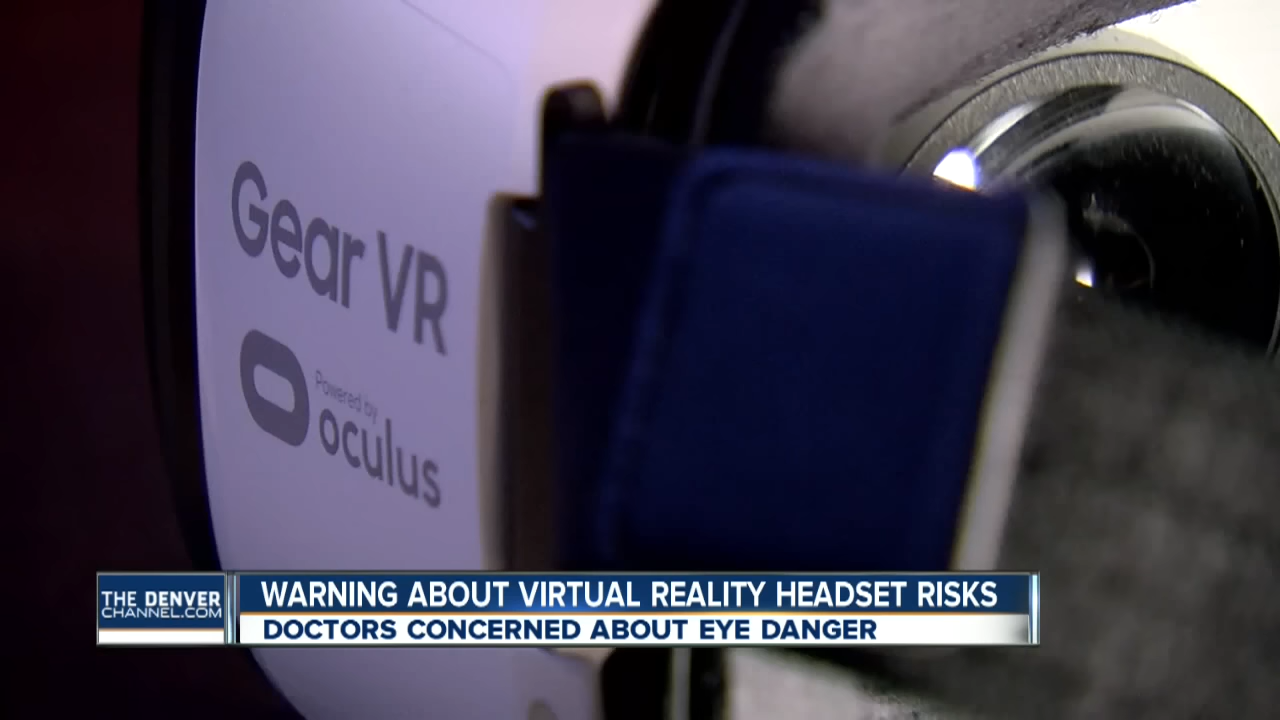 Gear VR
Powered by
oculus
THE DENVER
CHANNEL.COM
WARNING ABOUT VIRTUAL REALITY HEADSET RISKS
DOCTORS CONCERNED ABOUT EYE DANGER